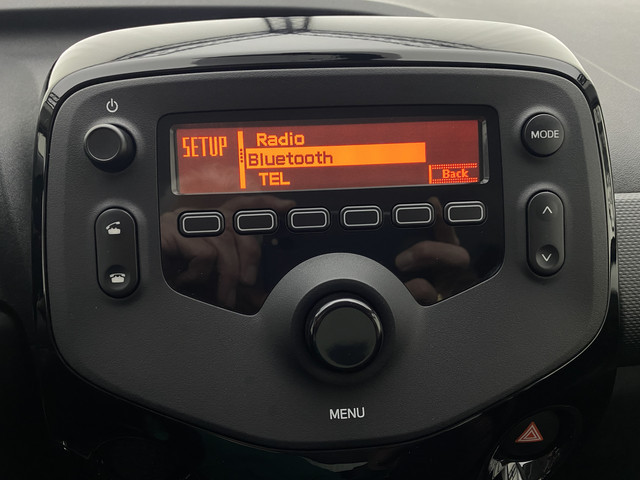 MODE
SETUP
Radio
Bluetooth
TEL
Back
MENU